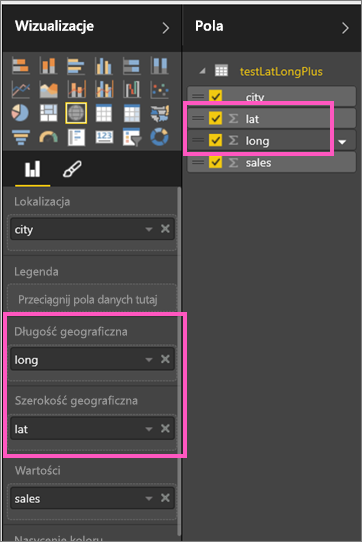 Wizualizacje
Lokalizacja
city
Legenda
Przeciągnij pola danych tutaj
Długość geograficzna
long
Szerokość geograficzna
lat
Wartości
sales
Nasycenie koloru
Pola
testLatLongPlus
city
Σ lat
Σ long
Σ sales